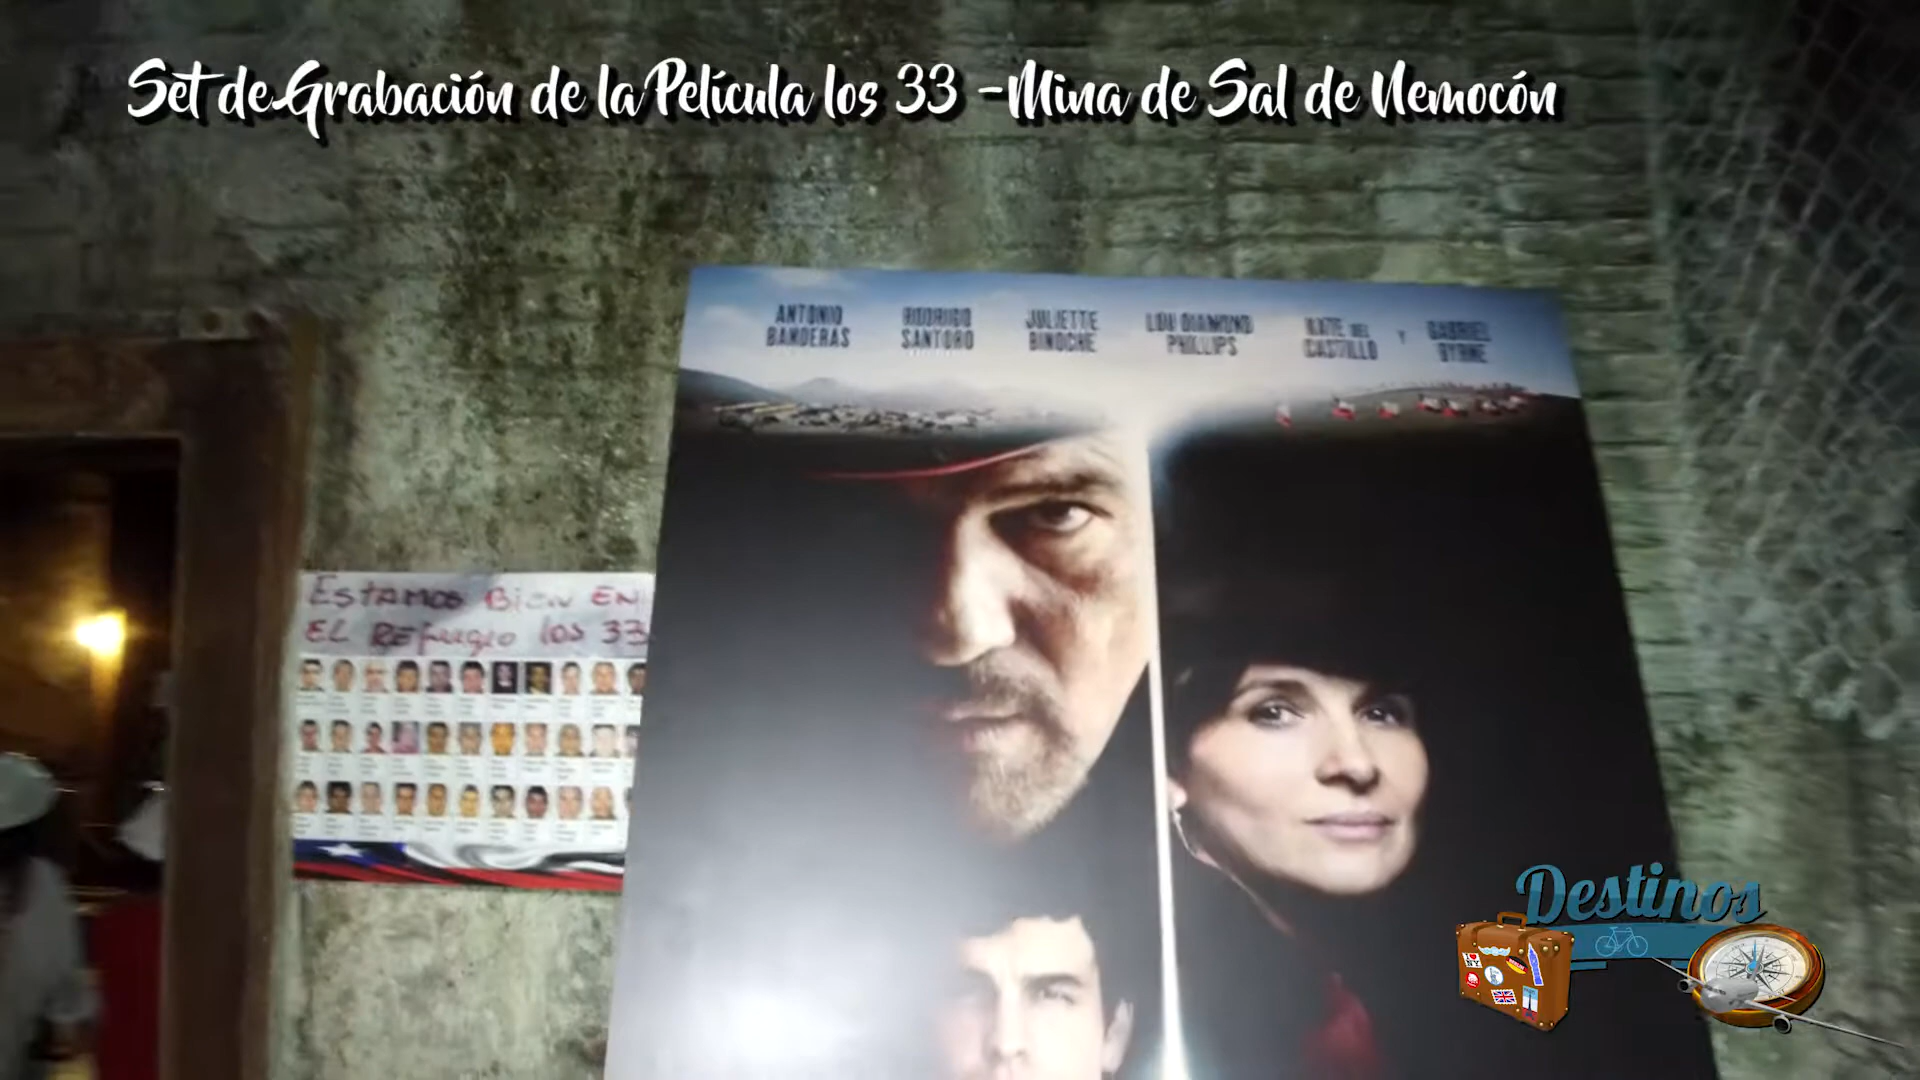 Set de Grabación de la Película los 33 - Mina de Sal de Nemocón
ANTONIO BANDERAS
RODRIGO SANTORO
JULIETTE BINOCHE
LOU DIAMOND PHILLIPS
KATE DEL CASTILLO
Y
GABRIEL BYRNE
ESTAMOS BIEN EN
EL REfugio los 33
Destinos